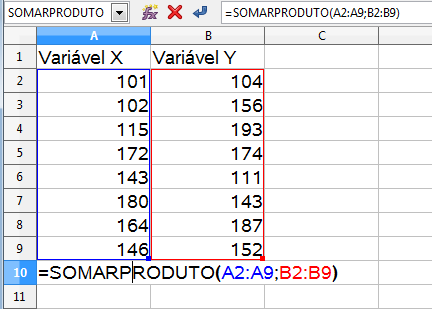 SOMARPRODUTO =SOMARPRODUTO(A2:A9;B2:B9)
A B C
1 Variável X Variável Y
2 101 104
3 102 156
4 115 193
5 172 174
6 143 111
7 180 143
8 164 187
9 146 152
10 =SOMARPRODUTO(A2:A9;B2:B9)
11